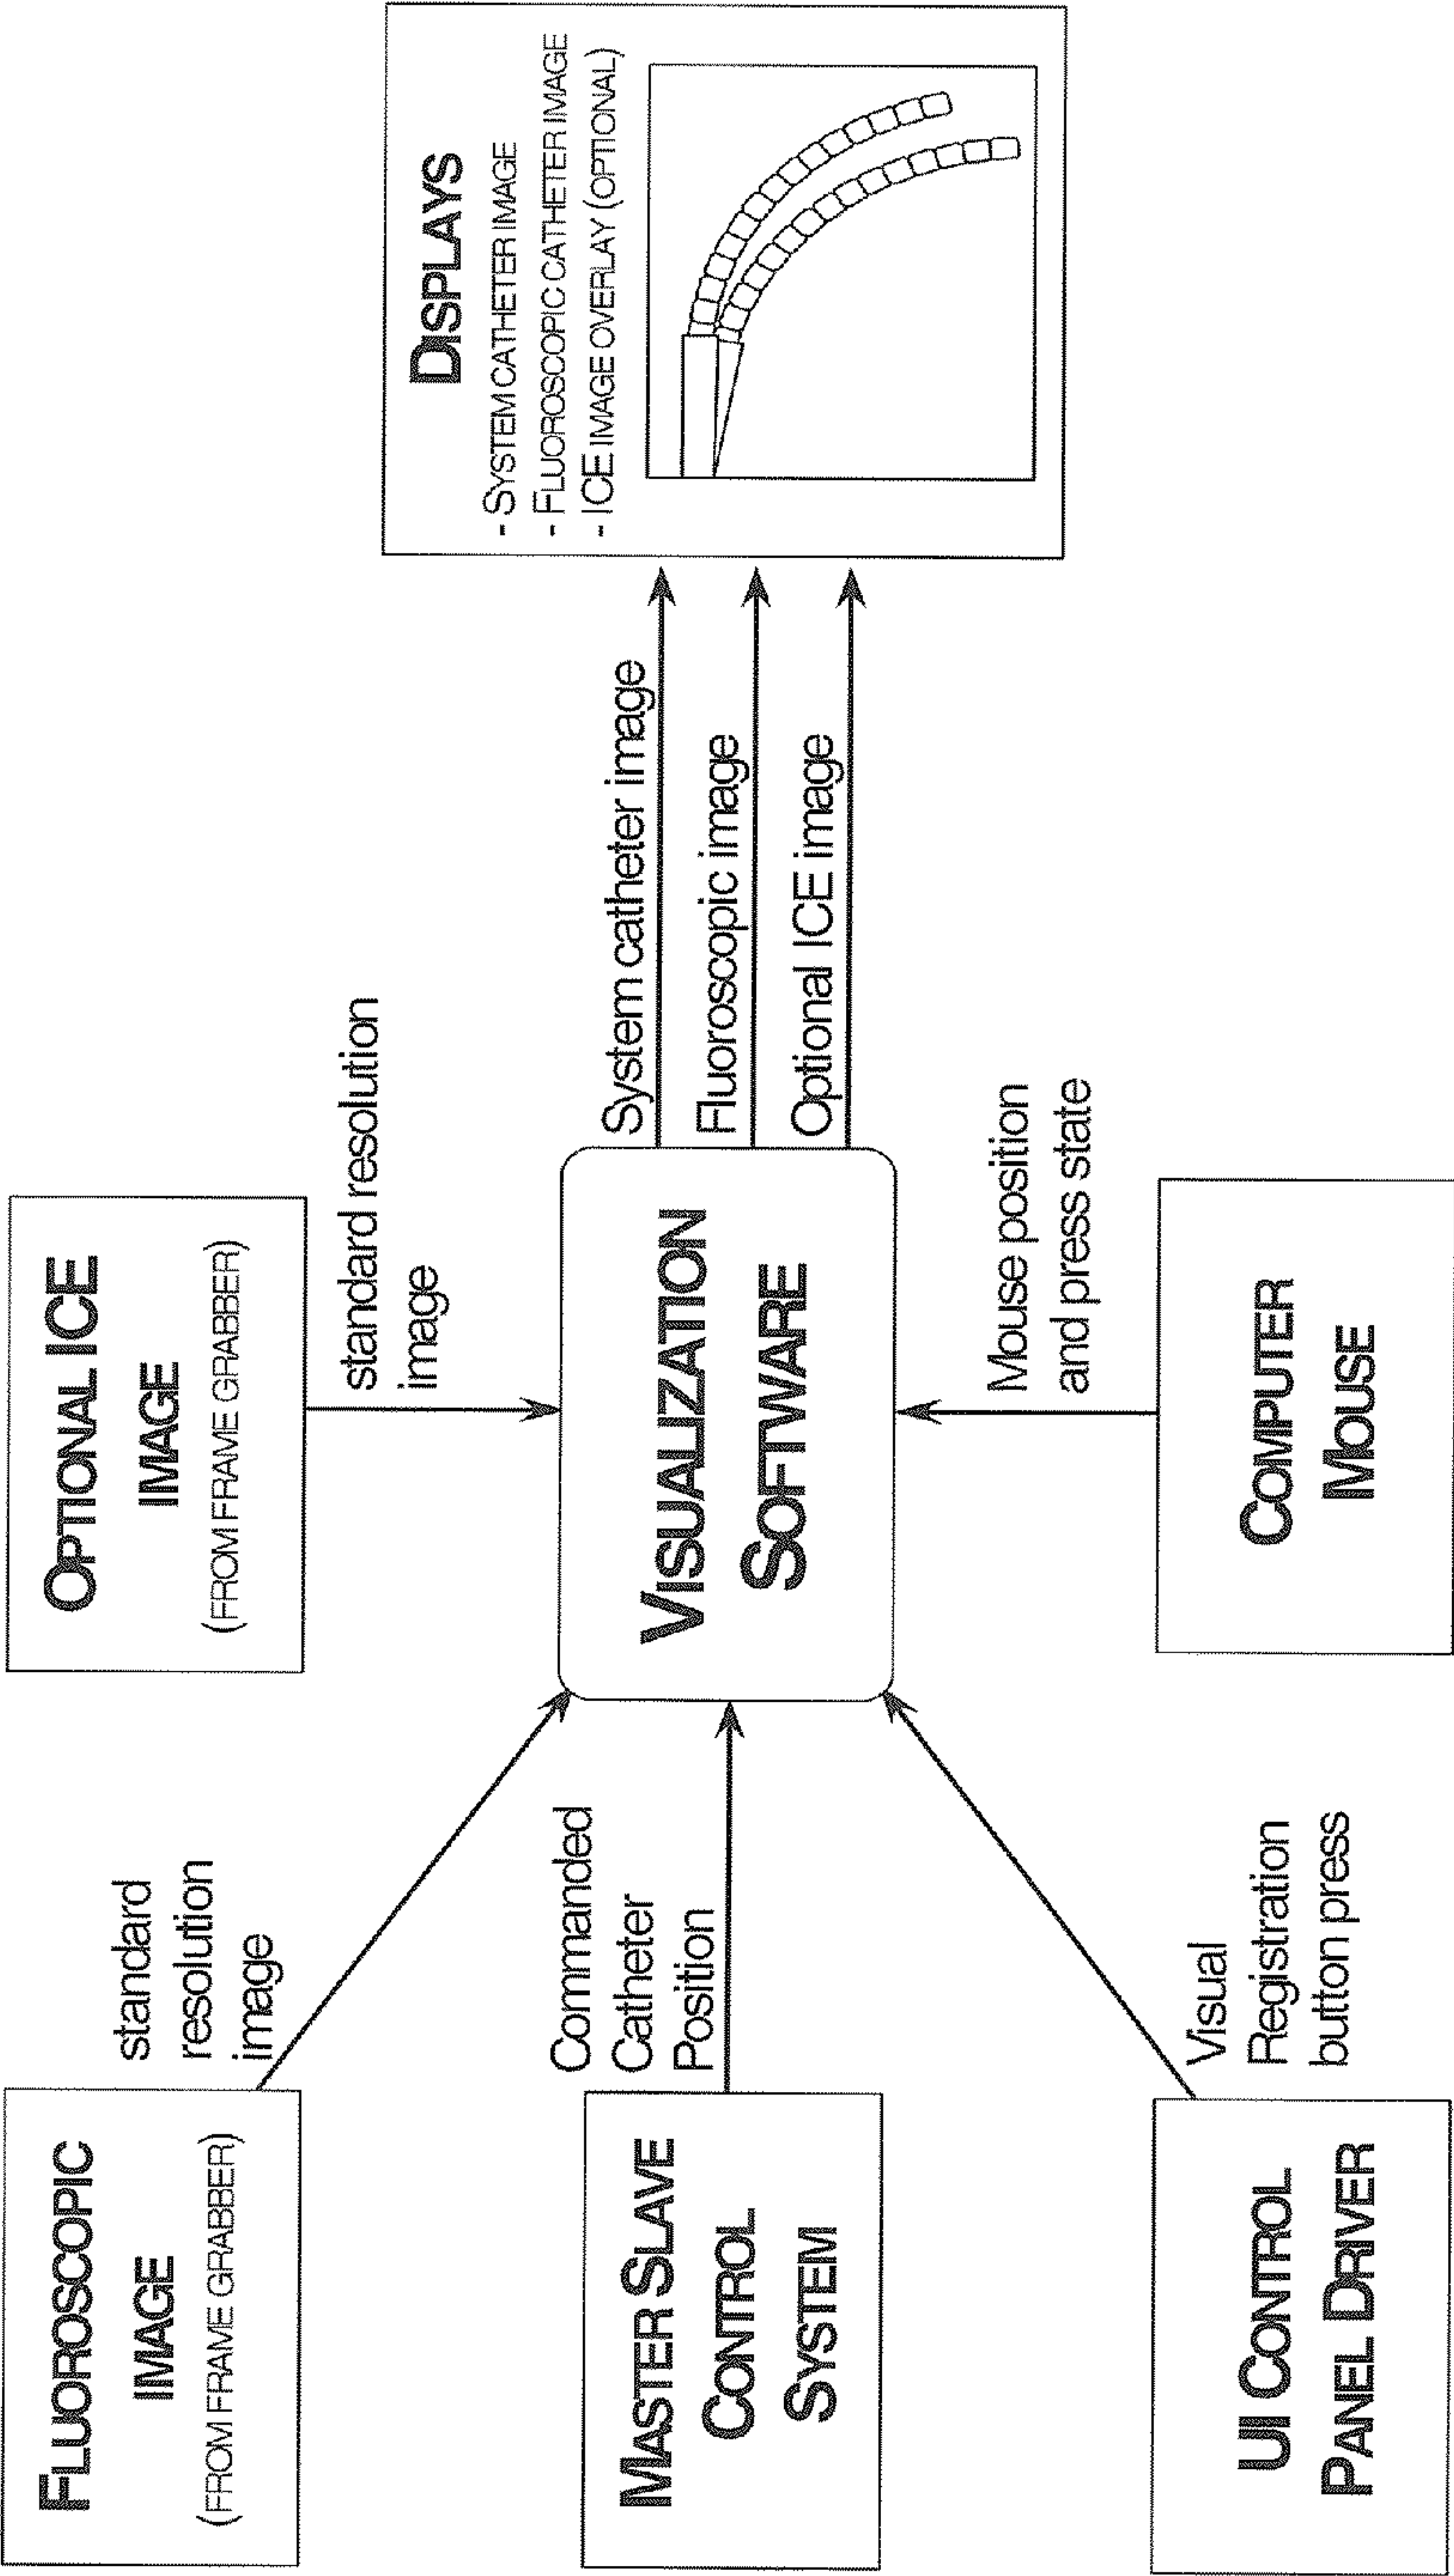 FLUOROSCOPIC
IMAGE
(FROM FRAME GRABBER)
standard
resolution
image
OPTIONAL ICE
IMAGE
(FROM FRAME GRABBER)
standard resolution
image
MASTER SLAVE
CONTROL
SYSTEM
Commanded
Catheter
Position
VISUALIZATION
SOFTWARE
System catheter image
Fluoroscopic image
Optional ICE image
DISPLAYS
- SYSTEM CATHETER IMAGE
- FLUOROSCOPIC CATHETER IMAGE
- ICE IMAGE OVERLAY (OPTIONAL)
UI CONTROL
PANEL DRIVER
Visual
Registration
button press
COMPUTER
MOUSE
Mouse position
and press state